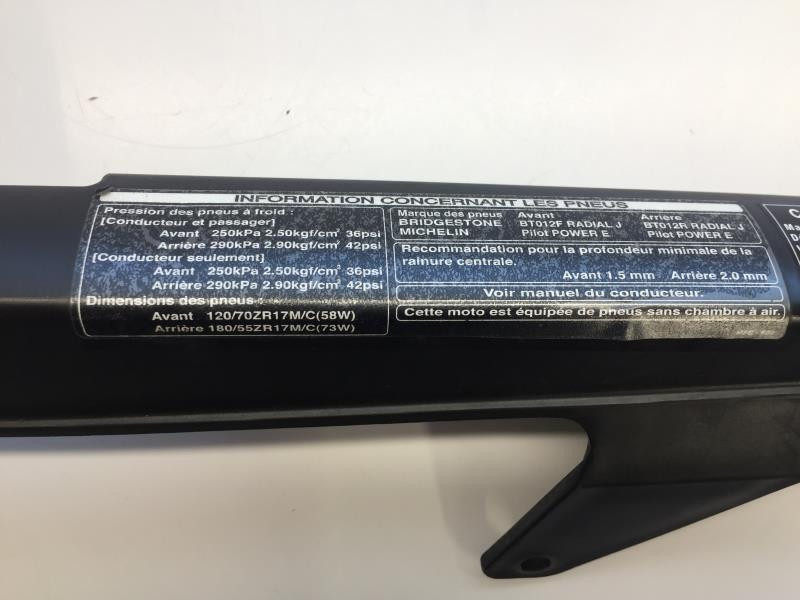 INFORMATION CONCERNANT LES PNEUS
Pression des pneus à froid :
[Conducteur et passager]
Avant 250kPa 2.50kgf/cm² 36psi
Arrière 290kPa 2.90kgf/cm² 42psi
[Conducteur seulement]
Avant 250kPa 2.50kgf/cm² 36psi
Arrière 290kPa 2.90kgf/cm² 42psi
Dimensions des pneus :
Avant 120/70ZR17M/C(58W)
Arrière 180/55ZR17M/C(73W)
Marque des pneus Avant Arrière
BRIDGESTONE BT012F RADIAL J BT012R RADIAL J
MICHELIN Pilot POWER E Pilot POWER E
Recommandation pour la profondeur minimale de la
rainure centrale.
Avant 1.5 mm Arrière 2.0 mm
Voir manuel du conducteur.
Cette moto est équipée de pneus sans chambre à air.